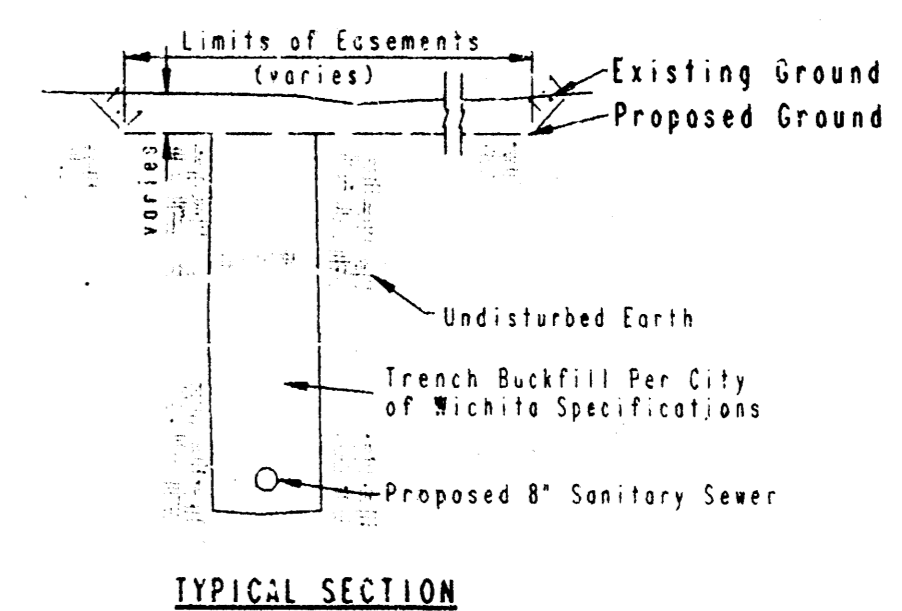 Limits of Easements
(varies)
Existing Ground
Proposed Ground
varies
Undisturbed Earth
Trench Backfill Per City
of Wichita Specifications
Proposed 8" Sanitary Sewer
TYPICAL SECTION